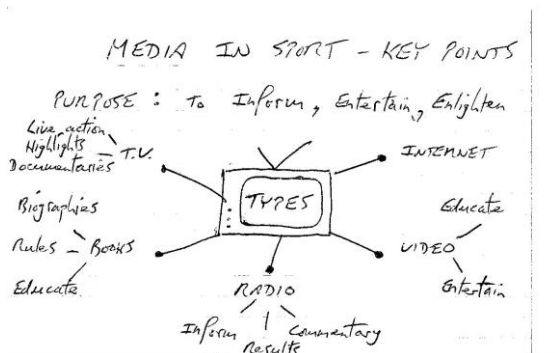 MEDIA IN SPORT - KEY POINTS
PURPOSE : To Inform, Entertain, Enlighten
Live action
Highlights
Documentaries
T.V.
INTERNET
TYPES
Biographies
Rules
Educate
BOOKS
VIDEO
Educate
Entertain
RADIO
Inform
Results
Commentary